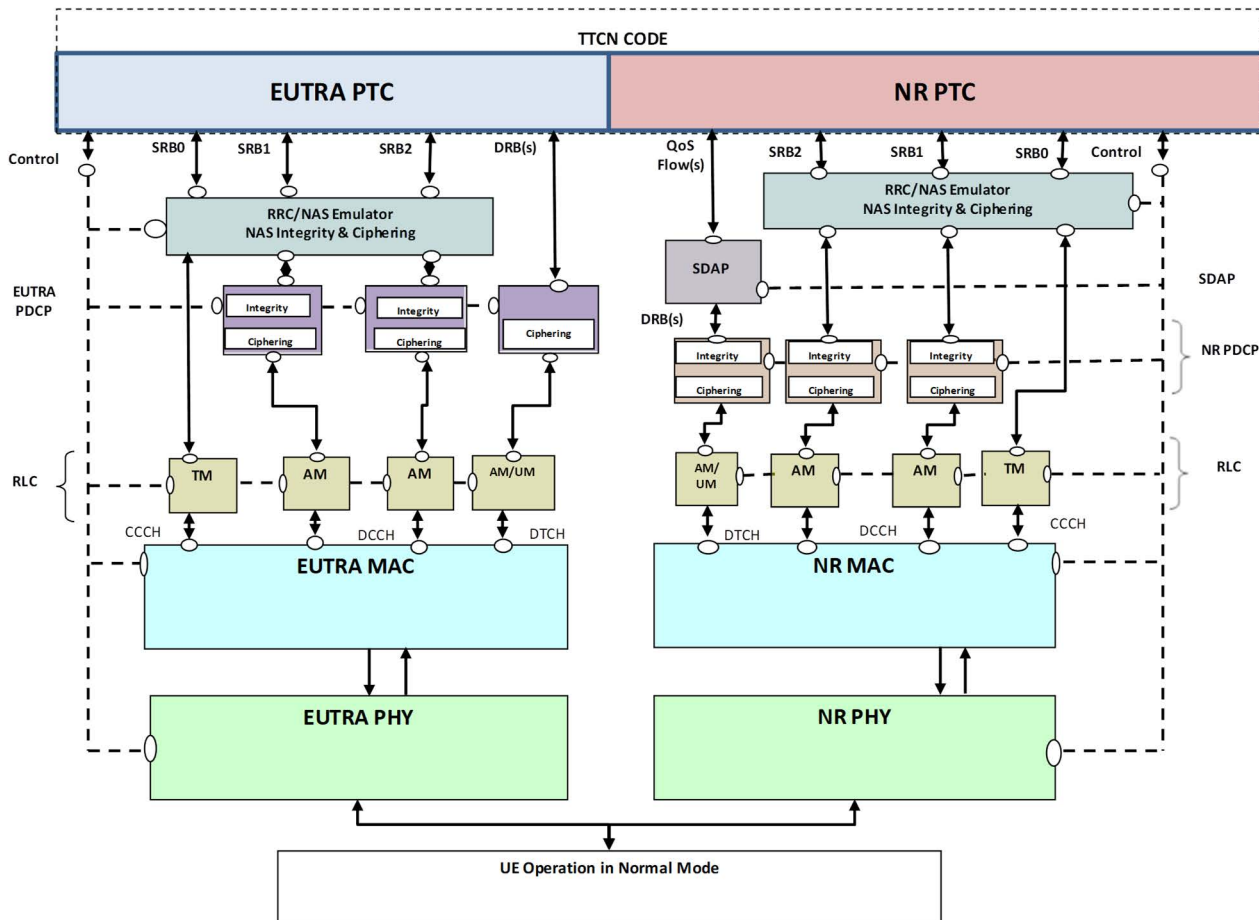 TTCN CODE
EUTRA PTC
NR PTC
Control
SRB0
SRB1
SRB2
DRB(s)
QoS
Flow(s)
SRB2
SRB1
SRB0
Control
RRC/NAS Emulator
NAS Integrity & Ciphering
RRC/NAS Emulator
NAS Integrity & Ciphering
SDAP
SDAP
EUTRA
PDCP
Integrity
Ciphering
Integrity
Ciphering
Ciphering
DRB(s)
Integrity
Ciphering
Integrity
Ciphering
Integrity
Ciphering
NR PDCP
RLC
TM
AM
AM
AM/UM
AM/
UM
AM
AM
TM
RLC
CCCH
DCCH
DTCH
DTCH
DCCH
CCCH
EUTRA MAC
NR MAC
EUTRA PHY
NR PHY
UE Operation in Normal Mode